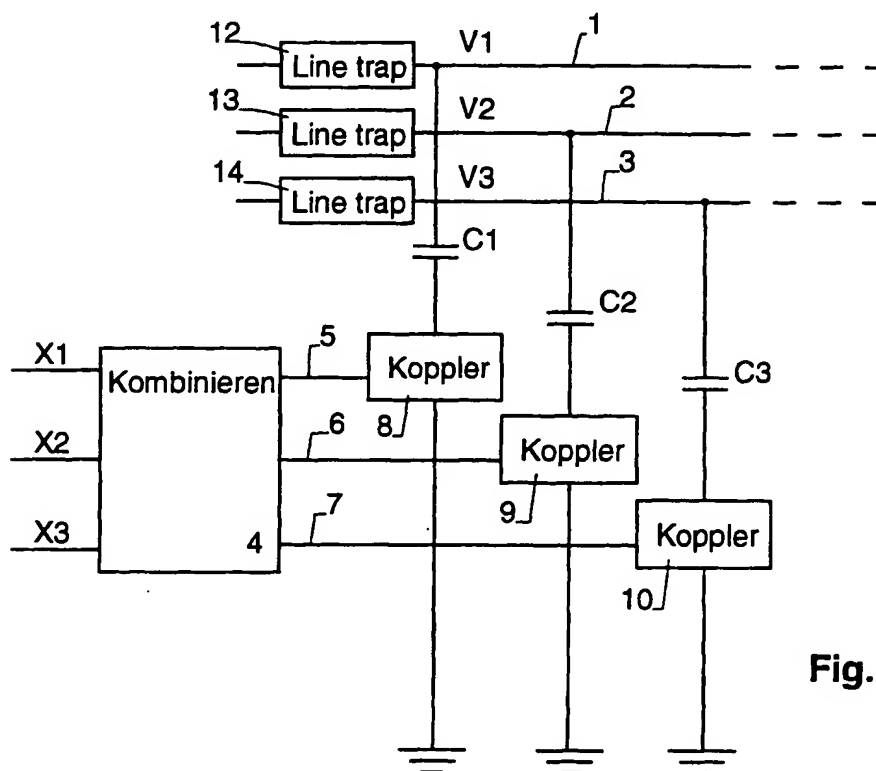 12 Line trap V1 1
13 Line trap V2 2
14 Line trap V3 3
C1
C2
C3
X1 Kombinieren 5 Koppler 8
X2 6 Koppler 9
X3 4 7 Koppler 10
Fig.